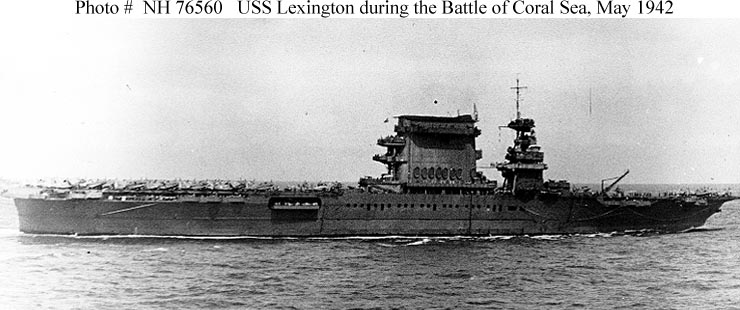 Photo # NH 76560 USS Lexington during the Battle of Coral Sea, May 1942